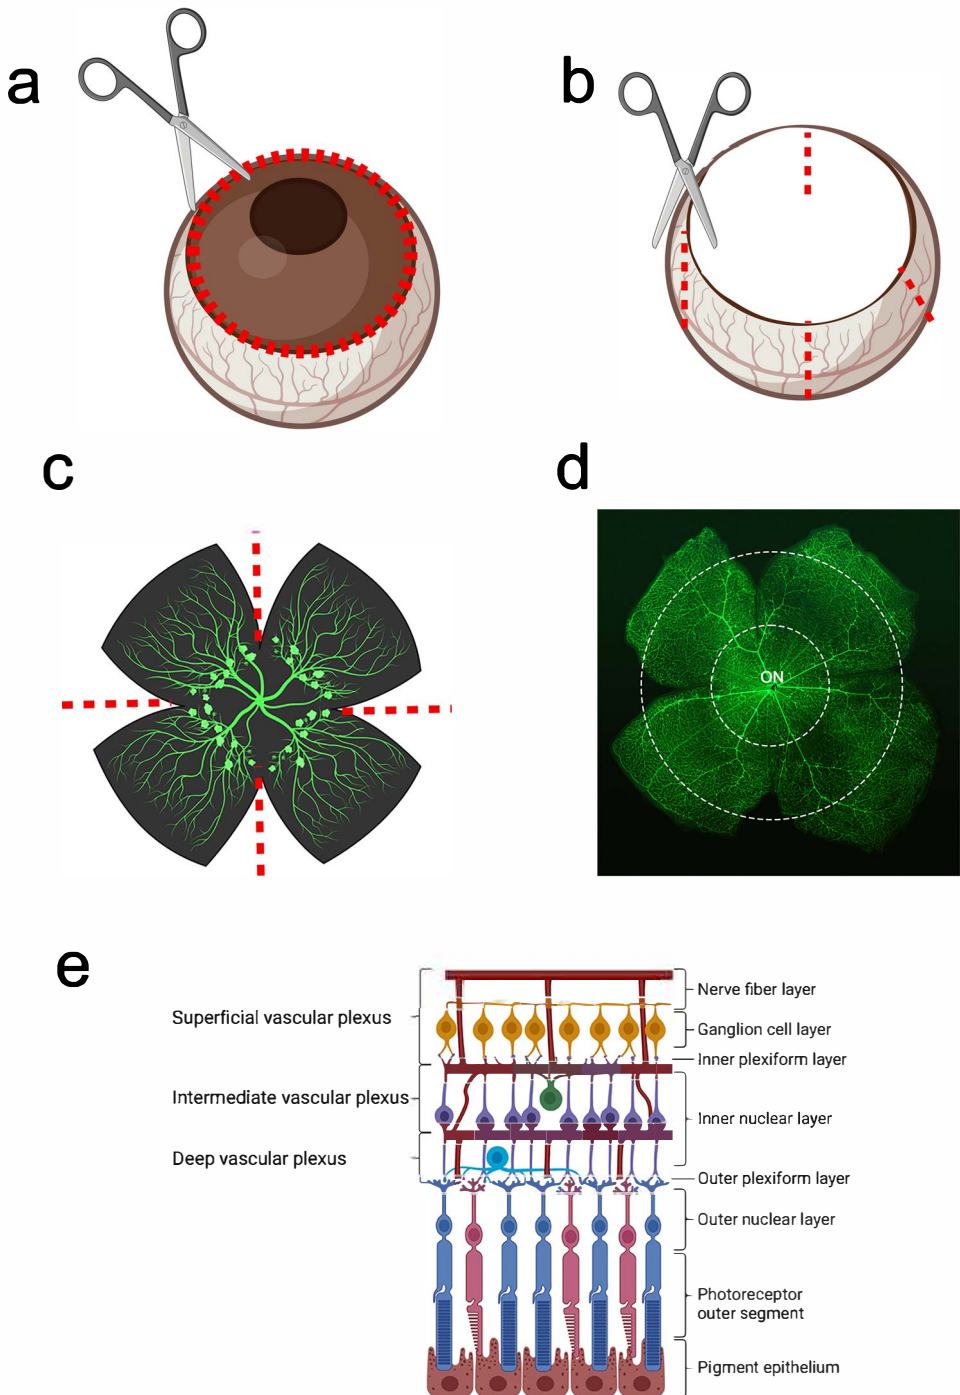 a
b
c
d
ON
e
Superficial vascular plexus
Intermediate vascular plexus
Deep vascular plexus
Nerve fiber layer
Ganglion cell layer
Inner plexiform layer
Inner nuclear layer
Outer plexiform layer
Outer nuclear layer
Photoreceptor
outer segment
Pigment epithelium